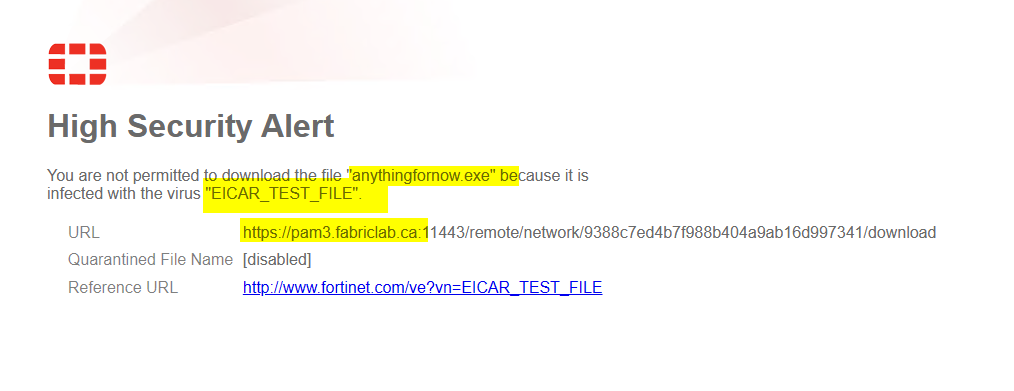 High Security Alert
You are not permitted to download the file "anythingfornow.exe" because it is
infected with the virus "EICAR_TEST_FILE".
URL https://pam3.fabriclab.ca:11443/remote/network/9388c7ed4b7f988b404a9ab16d997341/download
Quarantined File Name [disabled]
Reference URL http://www.fortinet.com/ve?vn=EICAR_TEST_FILE